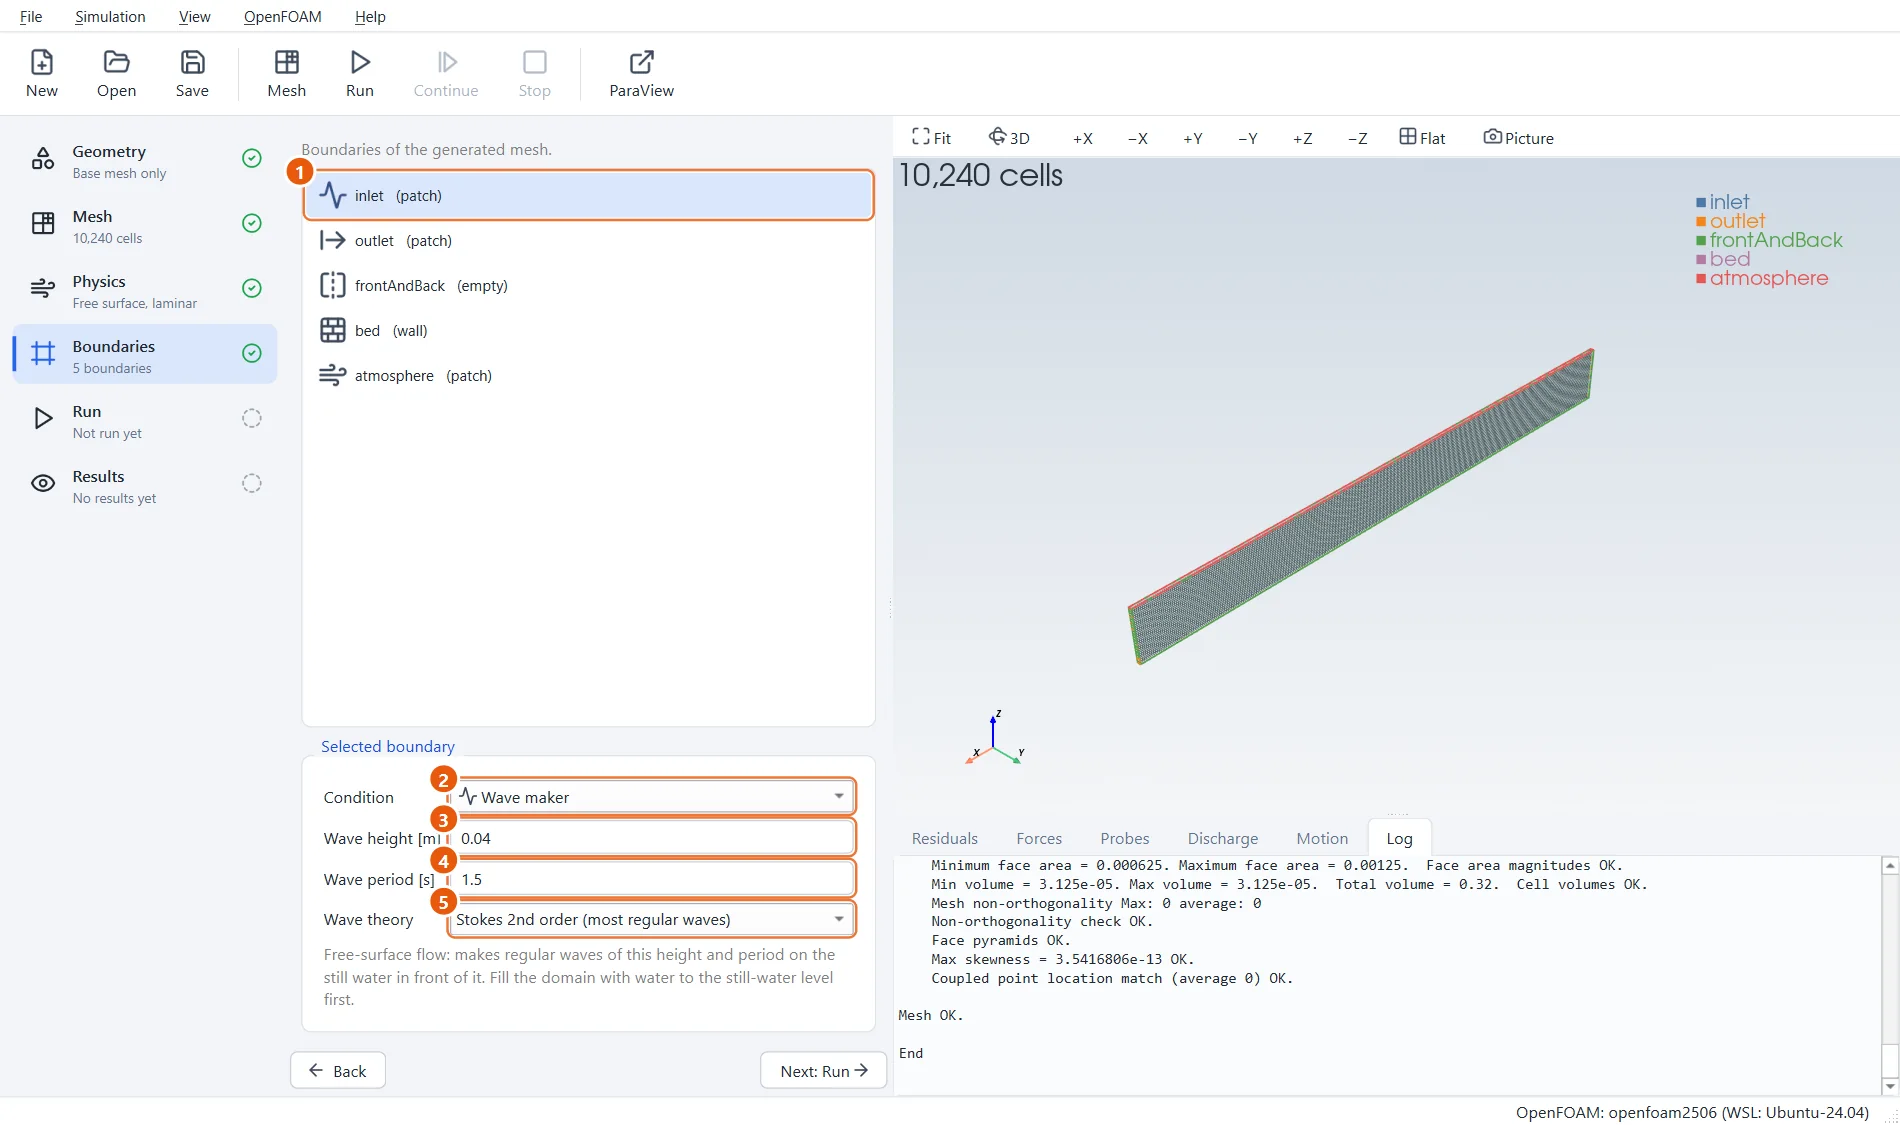 File Simulation View OpenFOAM Help
New Open Save Mesh Run Continue Stop ParaView
Geometry
Base mesh only
Mesh
10,240 cells
Physics
Free surface, laminar
Boundaries
5 boundaries
Run
Not run yet
Results
No results yet
Boundaries of the generated mesh.
1
inlet (patch)
outlet (patch)
frontAndBack (empty)
bed (wall)
atmosphere (patch)
Selected boundary
2
Condition Wave maker
3
Wave height [m] 0.04
4
Wave period [s] 1.5
5
Wave theory Stokes 2nd order (most regular waves)
Free-surface flow: makes regular waves of this height and period on the
still water in front of it. Fill the domain with water to the still-water level
first.
Back Next: Run
Fit 3D +X −X +Y −Y +Z −Z Flat Picture
10,240 cells
inlet
outlet
frontAndBack
bed
atmosphere
Z
X Y
Residuals Forces Probes Discharge Motion Log
Minimum face area = 0.000625. Maximum face area = 0.00125. Face area magnitudes OK.
Min volume = 3.125e-05. Max volume = 3.125e-05. Total volume = 0.32. Cell volumes OK.
Mesh non-orthogonality Max: 0 average: 0
Non-orthogonality check OK.
Face pyramids OK.
Max skewness = 3.5416806e-13 OK.
Coupled point location match (average 0) OK.
Mesh OK.
End
OpenFOAM: openfoam2506 (WSL: Ubuntu-24.04)